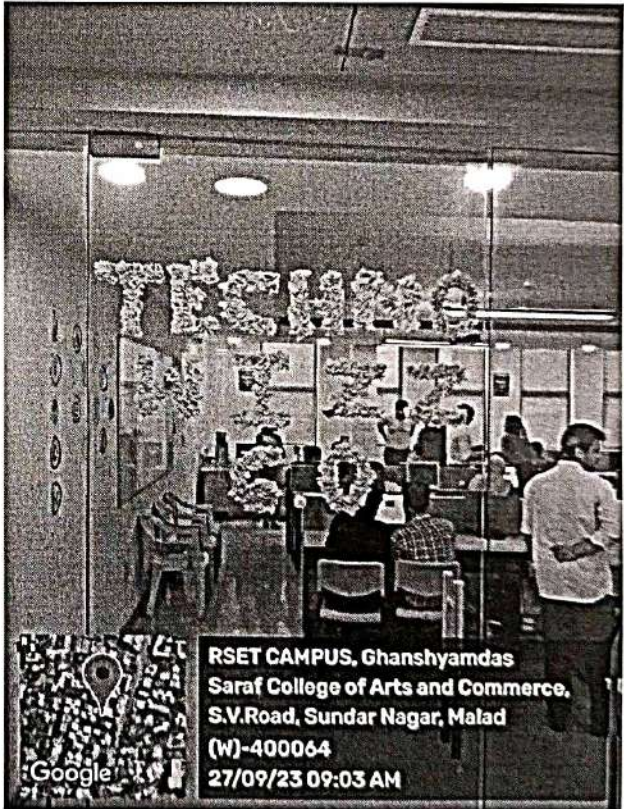 TECHNO
WIZZ
RSET CAMPUS, Ghanshyamdas
Saraf College of Arts and Commerce,
S.V.Road, Sundar Nagar, Malad
(W)-400064
27/09/23 09:03 AM
Google